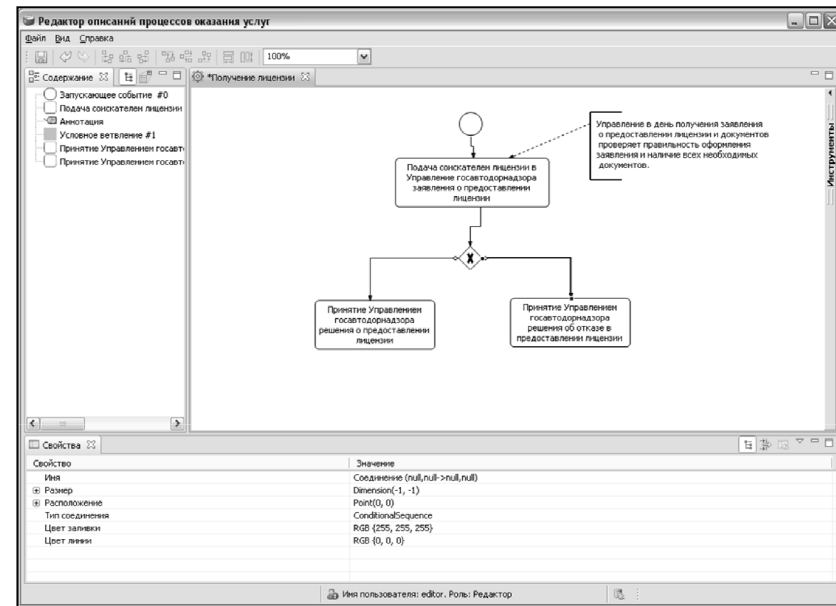 Редактор описаний процессов оказания услуг
Файл Вид Справка
100%
Содержание
*Получение лицензии
Запускающее событие #0
Подача соискателем лицензии
Аннотация
Условное ветвление #1
Принятие Управлением госавт
Принятие Управлением госавт
Управление в день получения заявления
о предоставлении лицензии и документов
проверяет правильность оформления
заявления и наличие всех необходимых
документов.
Инструменты
Подача соискателем лицензии в
Управление госавтодорнадзора
заявления о предоставлении
лицензии
X
Принятие Управлением
госавтодорнадзора
решения о предоставлении
лицензии
Принятие Управлением
госавтодорнадзора
решения об отказе в
предоставлении лицензии
Свойства
Свойство Значение
Имя Соединение (null,null->null,null)
Размер Dimension(-1, -1)
Расположение Point(0, 0)
Тип соединения ConditionalSequence
Цвет заливки RGB {255, 255, 255}
Цвет линии RGB {0, 0, 0}
Имя пользователя: editor. Роль: Редактор